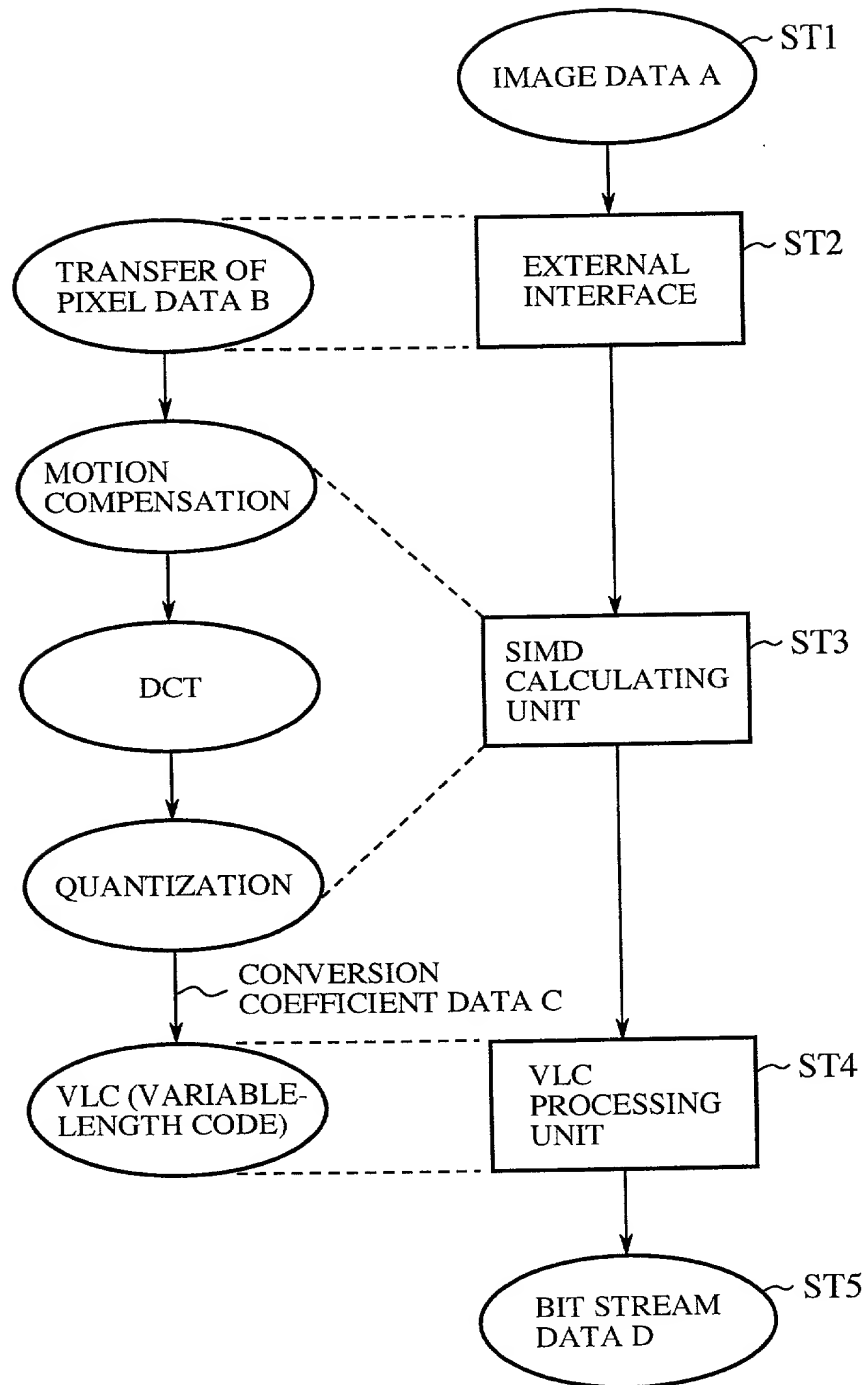 IMAGE DATA A
ST1
TRANSFER OF
PIXEL DATA B
EXTERNAL
INTERFACE
ST2
MOTION
COMPENSATION
DCT
SIMD
CALCULATING
UNIT
ST3
QUANTIZATION
CONVERSION
COEFFICIENT DATA C
VLC (VARIABLE-
LENGTH CODE)
VLC
PROCESSING
UNIT
ST4
BIT STREAM
DATA D
ST5